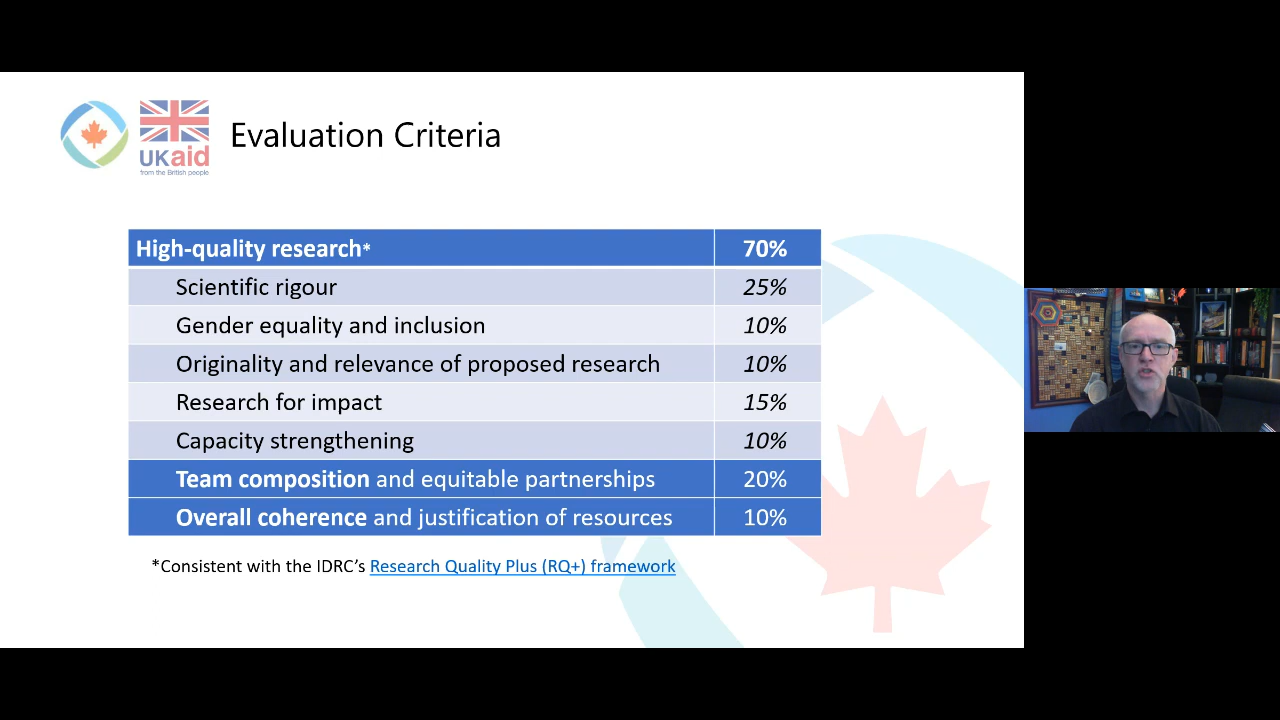 UKaid
from the British people
Evaluation Criteria
High-quality research* 70%
Scientific rigour 25%
Gender equality and inclusion 10%
Originality and relevance of proposed research 10%
Research for impact 15%
Capacity strengthening 10%
Team composition and equitable partnerships 20%
Overall coherence and justification of resources 10%
*Consistent with the IDRC’s Research Quality Plus (RQ+) framework